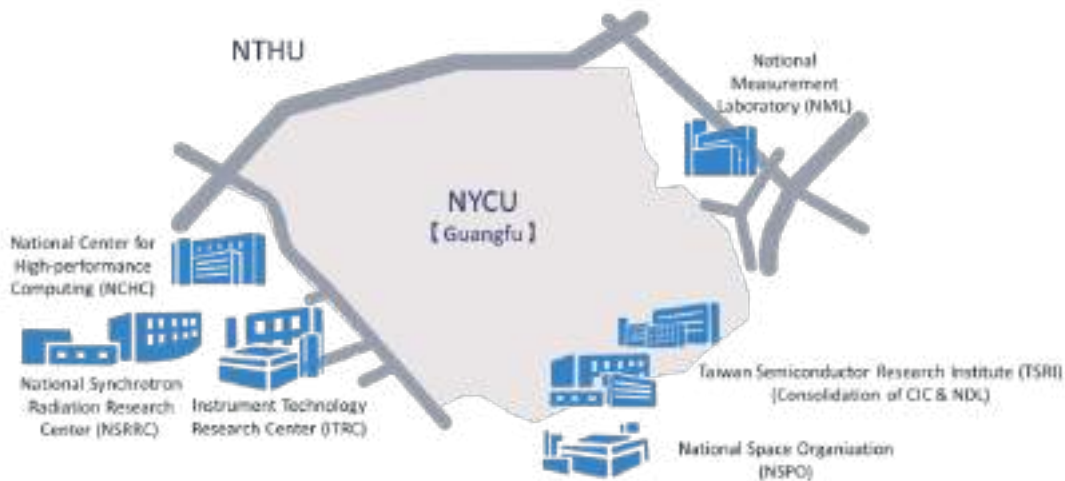 NTHU
National
Measurement
Laboratory (NML)
NYCU
【 Guangfu 】
National Center for
High-performance
Computing (NCHC)
National Synchrotron
Radiation Research
Center (NSRRC)
Instrument Technology
Research Center (ITRC)
Taiwan Semiconductor Research Institute (TSRI)
(Consolidation of CIC & NDL)
National Space Organization
(NSPO)